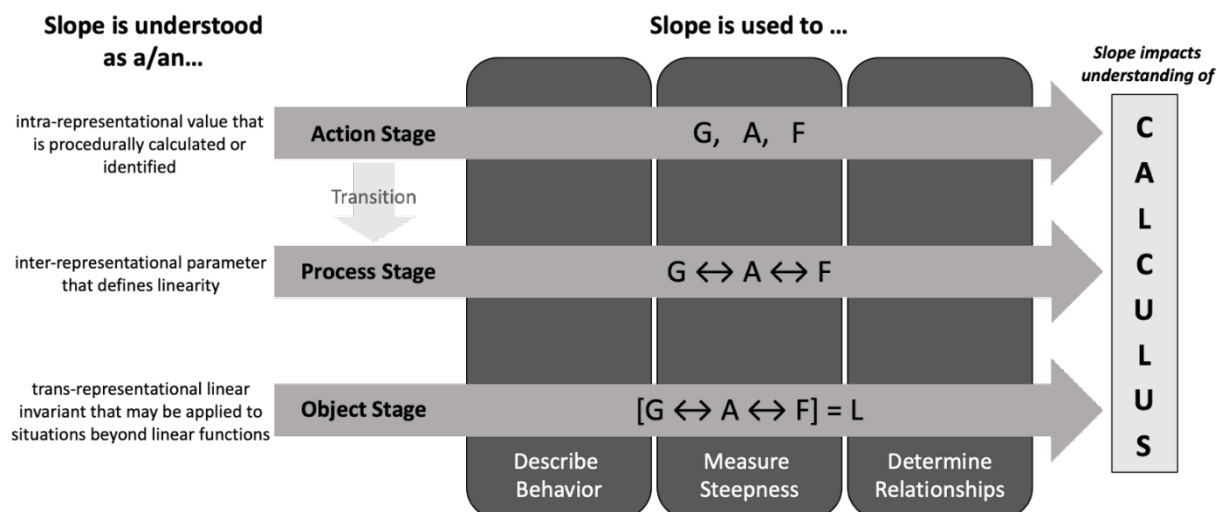 Slope is understood
as a/an…
Slope is used to …
Slope impacts
understanding of
intra-representational value that
is procedurally calculated or
identified
Action Stage
G, A, F
Transition
inter-representational parameter
that defines linearity
Process Stage
G ↔ A ↔ F
trans-representational linear
invariant that may be applied to
situations beyond linear functions
Object Stage
[G ↔ A ↔ F] = L
Describe
Behavior
Measure
Steepness
Determine
Relationships
C
A
L
C
U
L
U
S